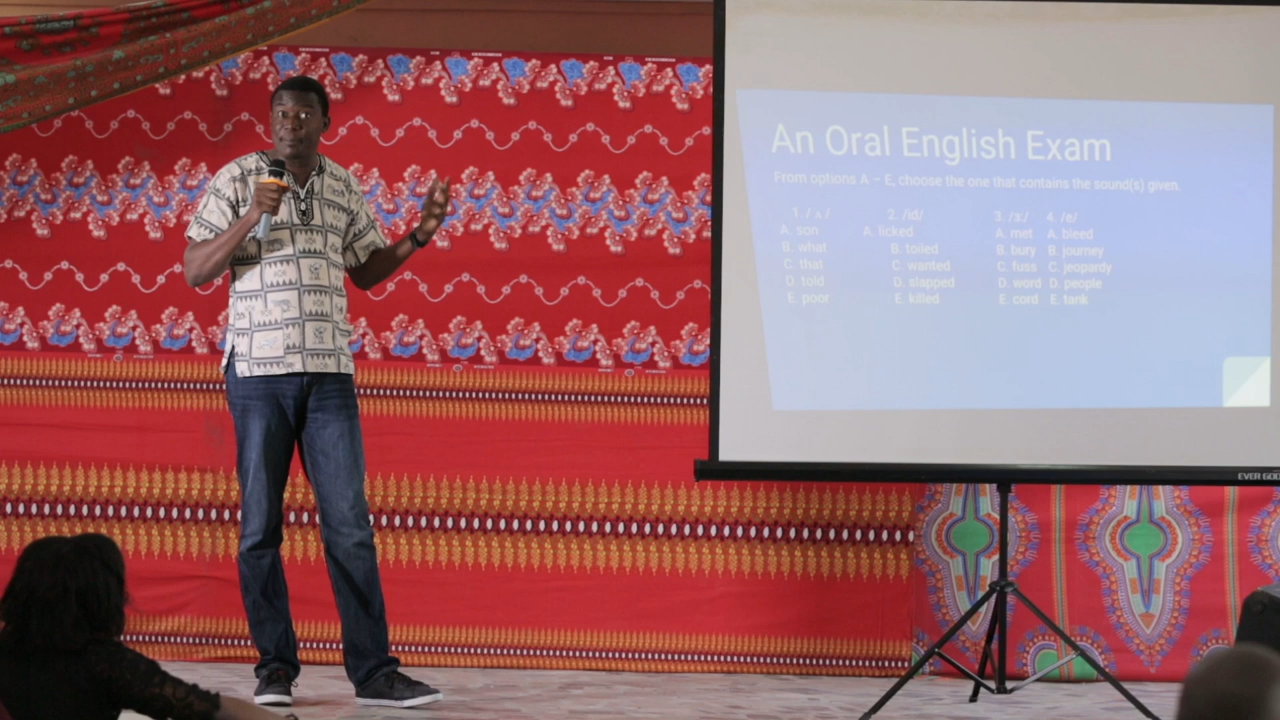 An Oral English Exam
From options A – E, choose the one that contains the sound(s) given.
1. / ʌ / 2. /id/ 3. /ɜ:/ 4. /e/
A. son A. licked A. met A. bleed
B. what B. toiled B. bury B. journey
C. that C. wanted C. fuss C. jeopardy
D. told D. slapped D. word D. people
E. poor E. killed E. cord E. tank
EVER GOO